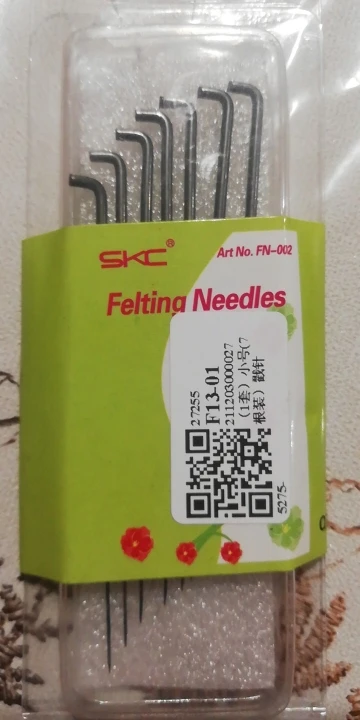 SKC®
Art No. FN-002
Felting Needles
27255
F13-01
211203000027
(1套) 小号(7
根装) 戳针
5275-